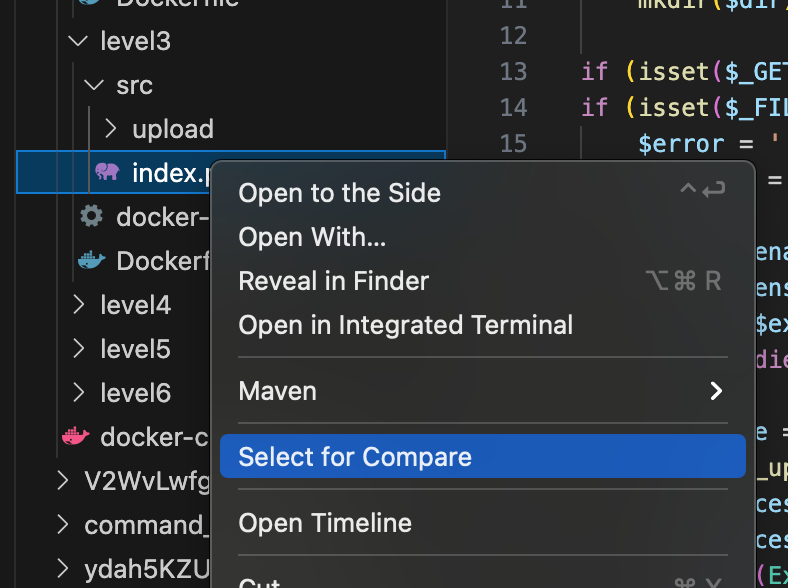 Dockerfile
level3
src
upload
index.p
docker-
Dockerf
level4
level5
level6
docker-c
V2WvLwfg
command_
ydah5KZU
11 mkdir($dir)
12
13 if (isset($_GET
14 if (isset($_FIL
15 $error = '
=
ena
ens
$ex
die
e =
_up
ces
ces
(Ex
Open to the Side ^↩
Open With...
Reveal in Finder ⌥⌘ R
Open in Integrated Terminal
Maven
Select for Compare
Open Timeline
Cut ⌘ X